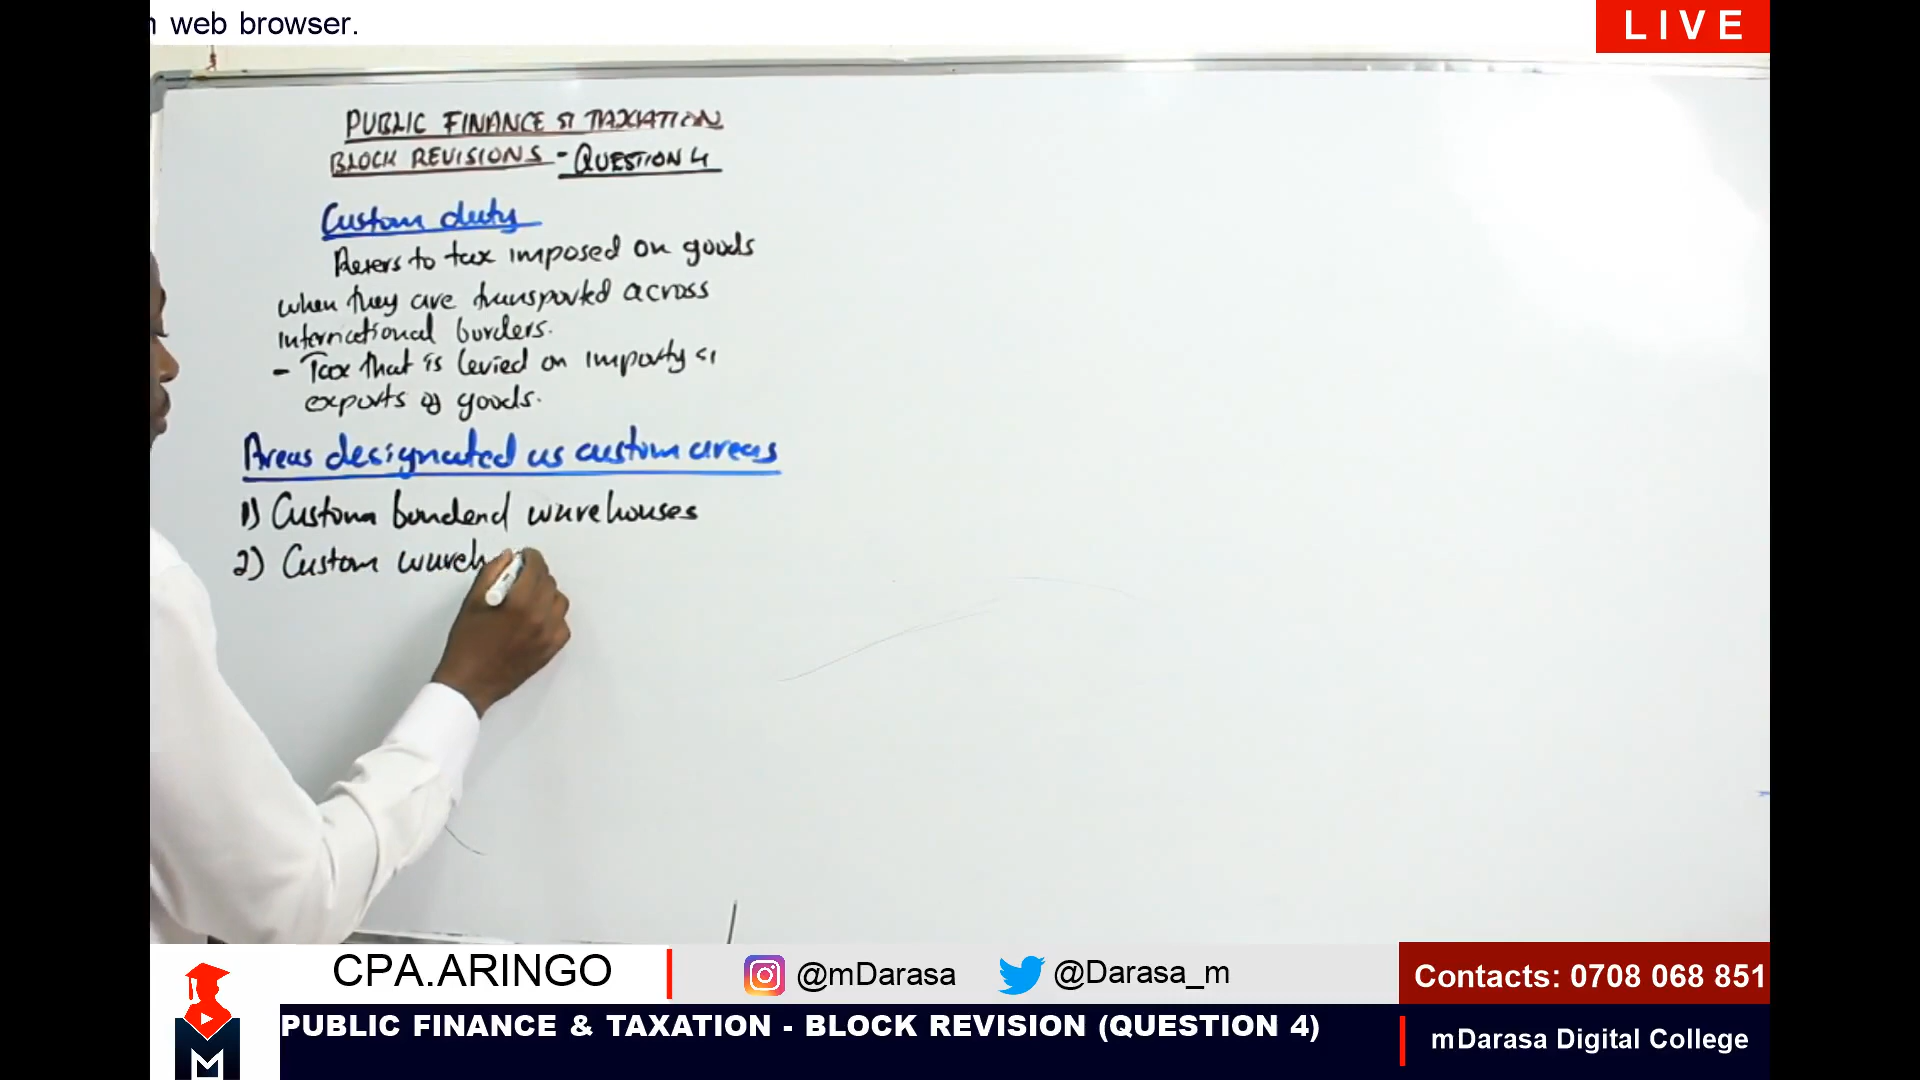 n web browser.
LIVE
PUBLIC FINANCE & TAXATION
BLOCK REVISIONS - QUESTION 4
Custom duty
Refers to tax imposed on goods
when they are transported across
international borders.
- Tax that is levied on imports &
exports of goods.
Areas designated as custom areas
1) Custom bondend warehouses
2) Custom wareh
CPA.ARINGO
@mDarasa
@Darasa_m
Contacts: 0708 068 851
M
PUBLIC FINANCE & TAXATION - BLOCK REVISION (QUESTION 4)
mDarasa Digital College